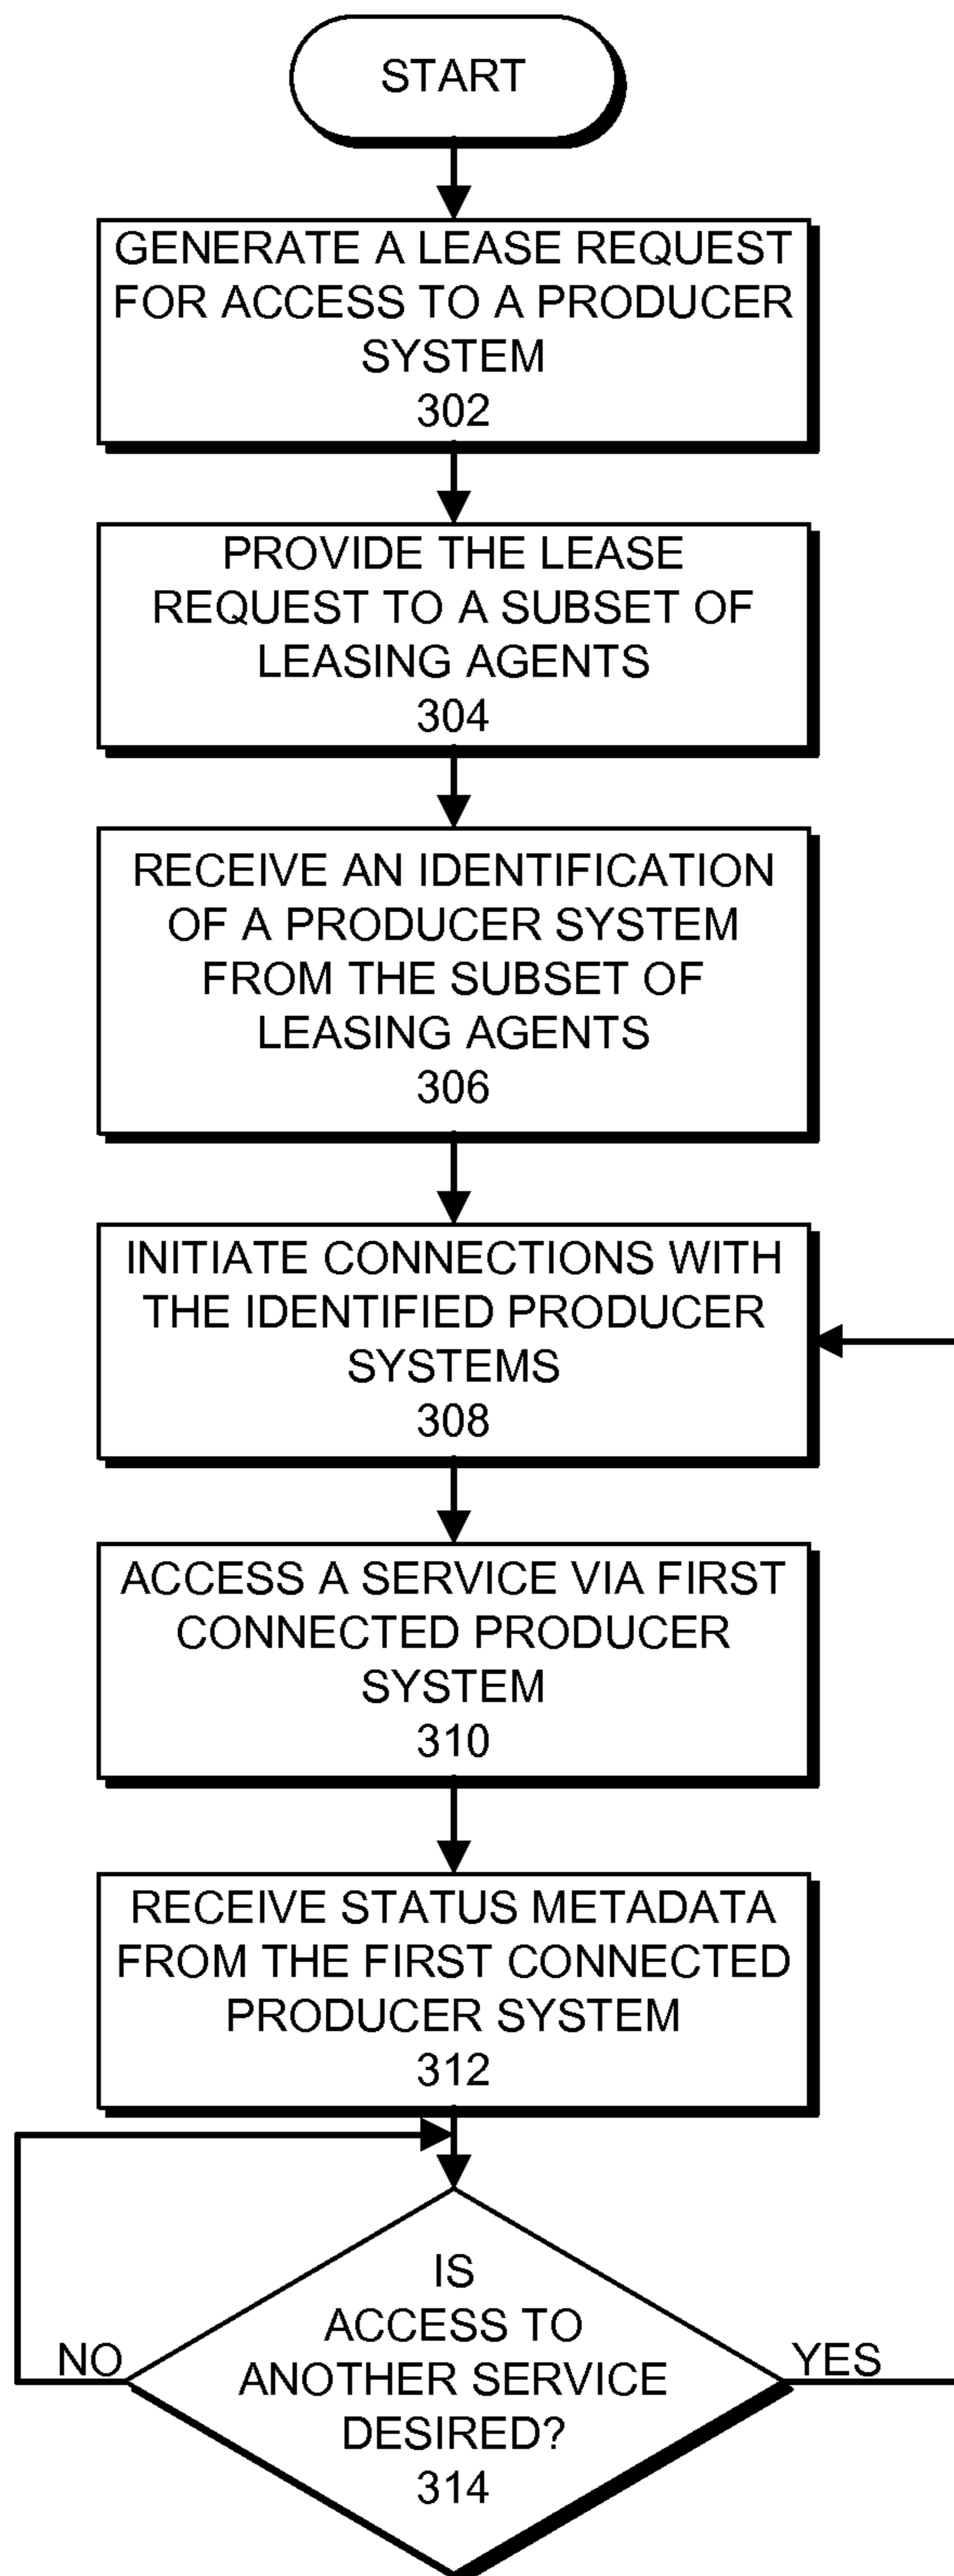 START
GENERATE A LEASE REQUEST
FOR ACCESS TO A PRODUCER
SYSTEM
302
PROVIDE THE LEASE
REQUEST TO A SUBSET OF
LEASING AGENTS
304
RECEIVE AN IDENTIFICATION
OF A PRODUCER SYSTEM
FROM THE SUBSET OF
LEASING AGENTS
306
INITIATE CONNECTIONS WITH
THE IDENTIFIED PRODUCER
SYSTEMS
308
ACCESS A SERVICE VIA FIRST
CONNECTED PRODUCER
SYSTEM
310
RECEIVE STATUS METADATA
FROM THE FIRST CONNECTED
PRODUCER SYSTEM
312
IS
ACCESS TO
ANOTHER SERVICE
DESIRED?
314
NO
YES